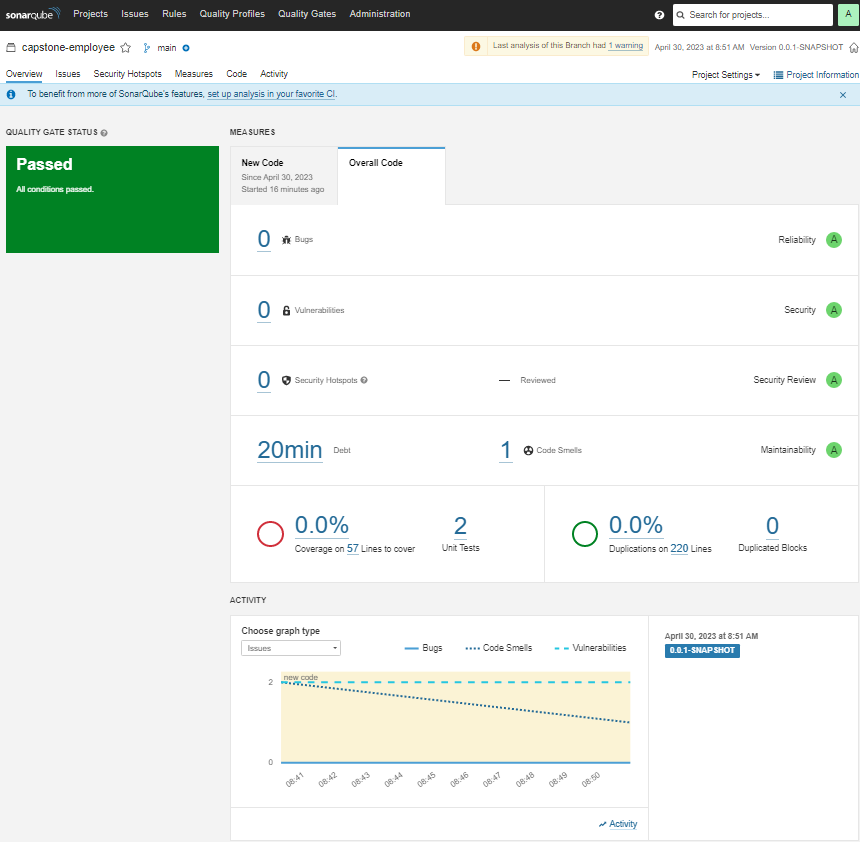 sonarqube Projects Issues Rules Quality Profiles Quality Gates Administration ? Search for projects... A
capstone-employee main Last analysis of this Branch had 1 warning April 30, 2023 at 8:51 AM Version 0.0.1-SNAPSHOT
Overview Issues Security Hotspots Measures Code Activity Project Settings Project Information
To benefit from more of SonarQube's features, set up analysis in your favorite CI.
QUALITY GATE STATUS
Passed
All conditions passed.
MEASURES
New Code
Since April 30, 2023
Started 16 minutes ago
Overall Code
0 Bugs Reliability A
0 Vulnerabilities Security A
0 Security Hotspots — Reviewed Security Review A
20min Debt 1 Code Smells Maintainability A
0.0%
Coverage on 57 Lines to cover
2
Unit Tests
0.0%
Duplications on 220 Lines
0
Duplicated Blocks
ACTIVITY
Choose graph type
Issues
Bugs Code Smells Vulnerabilities
new code
2
0
08:41 08:42 08:43 08:44 08:45 08:46 08:47 08:48 08:49 08:50
Activity
April 30, 2023 at 8:51 AM
0.0.1-SNAPSHOT